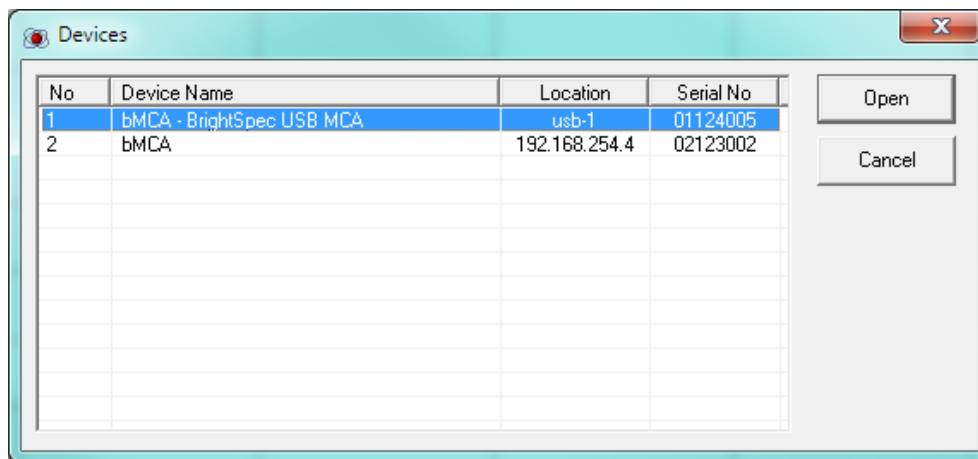 Devices
No Device Name Location Serial No
1 bMCA - BrightSpec USB MCA usb-1 01124005
2 bMCA 192.168.254.4 02123002
Open
Cancel